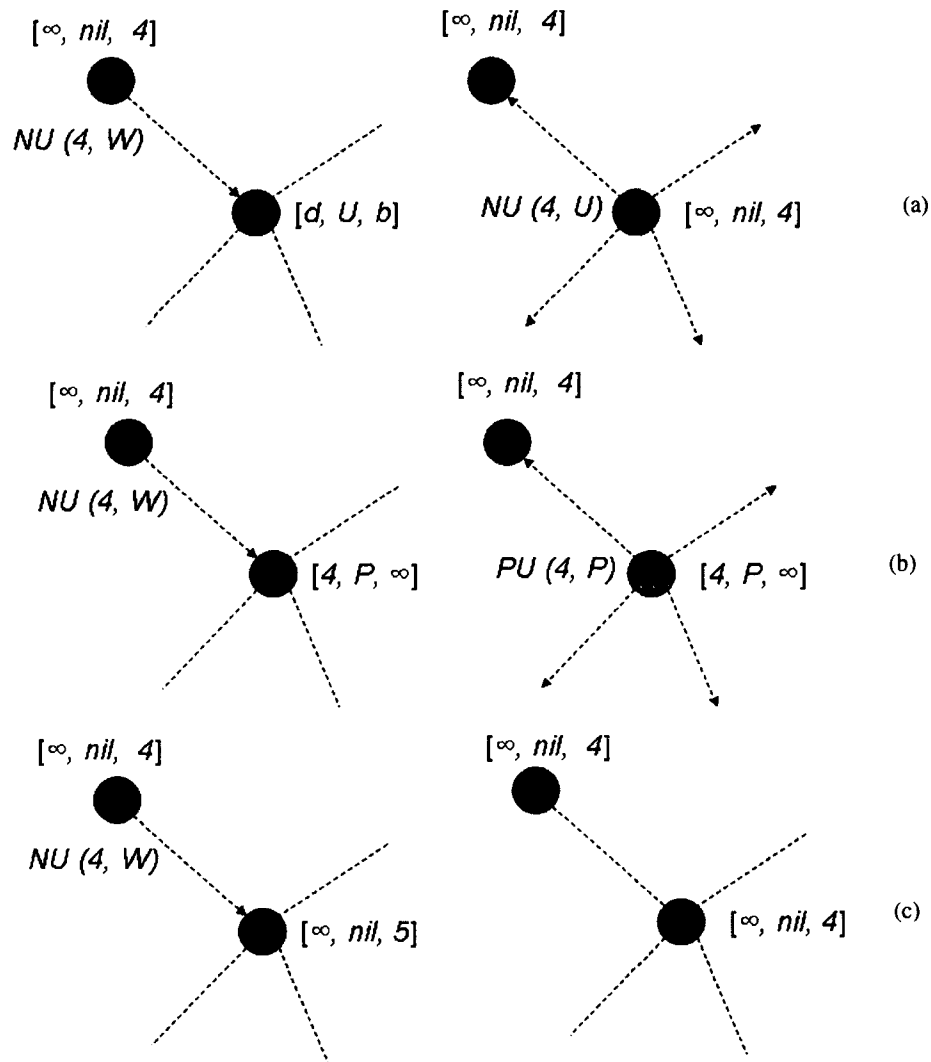 [∞, nil, 4] [∞, nil, 4]
NU (4, W)
[d, U, b] NU (4, U) [∞, nil, 4] (a)
[∞, nil, 4] [∞, nil, 4]
NU (4, W)
[4, P, ∞] PU (4, P) [4, P, ∞] (b)
[∞, nil, 4] [∞, nil, 4]
NU (4, W)
[∞, nil, 5] [∞, nil, 4] (c)